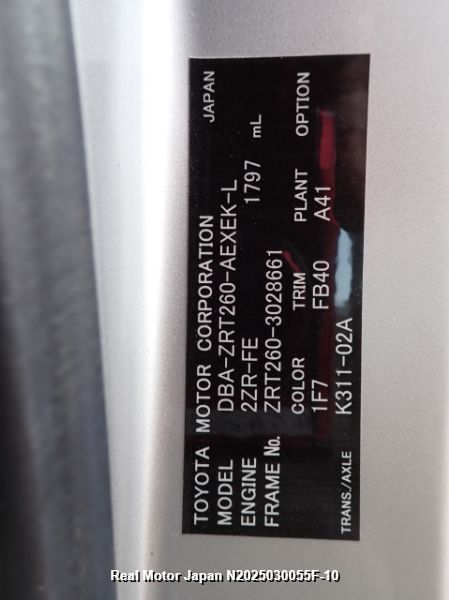 TOYOTA MOTOR CORPORATION JAPAN
MODEL DBA-ZRT260-AEXEK-L
ENGINE 2ZR-FE 1797 mL
FRAME No. ZRT260-3028661
COLOR TRIM PLANT OPTION
1F7 FB40 A41
TRANS./AXLE K311-02A
Real Motor Japan N2025030055F-10